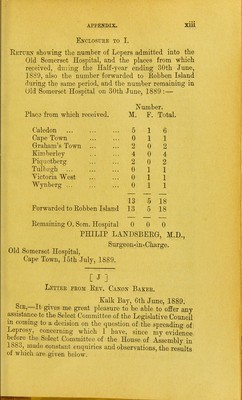 APPENDIX. xiii
ENCLOSURE TO I.
RETURN showing the number of Lepers admitted into the
Old Somerset Hospital, and the places from which
received, during the Half-year ending 30th June,
1889, also the number forwarded to Robben Island
during the same period, and the number remaining in
Old Somerset Hospital on 30th June, 1889 :—
Number.
Place from which received. M. F. Total.
Caledon ... ... ... 5 1 6
Cape Town ... ... 0 1 1
Graham's Town ... ... 2 0 2
Kimberley ... ... 4 0 4
Piquetberg ... ... 2 0 2
Tulbagh ... ... ... 0 1 1
Victoria West ... ... 0 1 1
Wynberg ... ... ... 0 1 1
13 5 18
Forwarded to Robben Island 13 5 18
Remaining O. Som. Hospital 0 0 0
PHILIP LANDSBERG, M.D.,
Surgeon-in-Charge.
Old Somerset Hospital,
Cape Town, 15th July, 1889.
[ J ]
LETTER FROM REV. CANON BAKER.
Kalk Bay, 6th June, 1889.
SIR,—It gives me great pleasure to be able to offer any
assistance to the Select Committee of the Legislative Council
in coming to a decision on the question of the spreading of
Leprosy, concerning which I have, since my evidence
before the Select Committee of the House of Assembly in
1883, made constant enquiries and observations, the results
of which are given below.